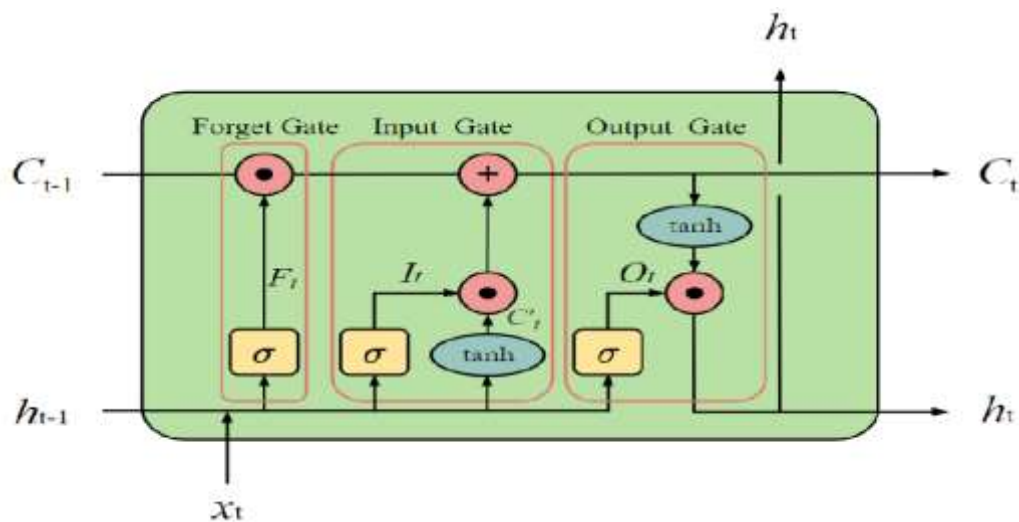 hₜ
Forget Gate Input Gate Output Gate
Cₜ₋₁ Cₜ
tanh
Fₜ Iₜ Oₜ
C'ₜ
σ σ tanh σ
hₜ₋₁ hₜ
xₜ